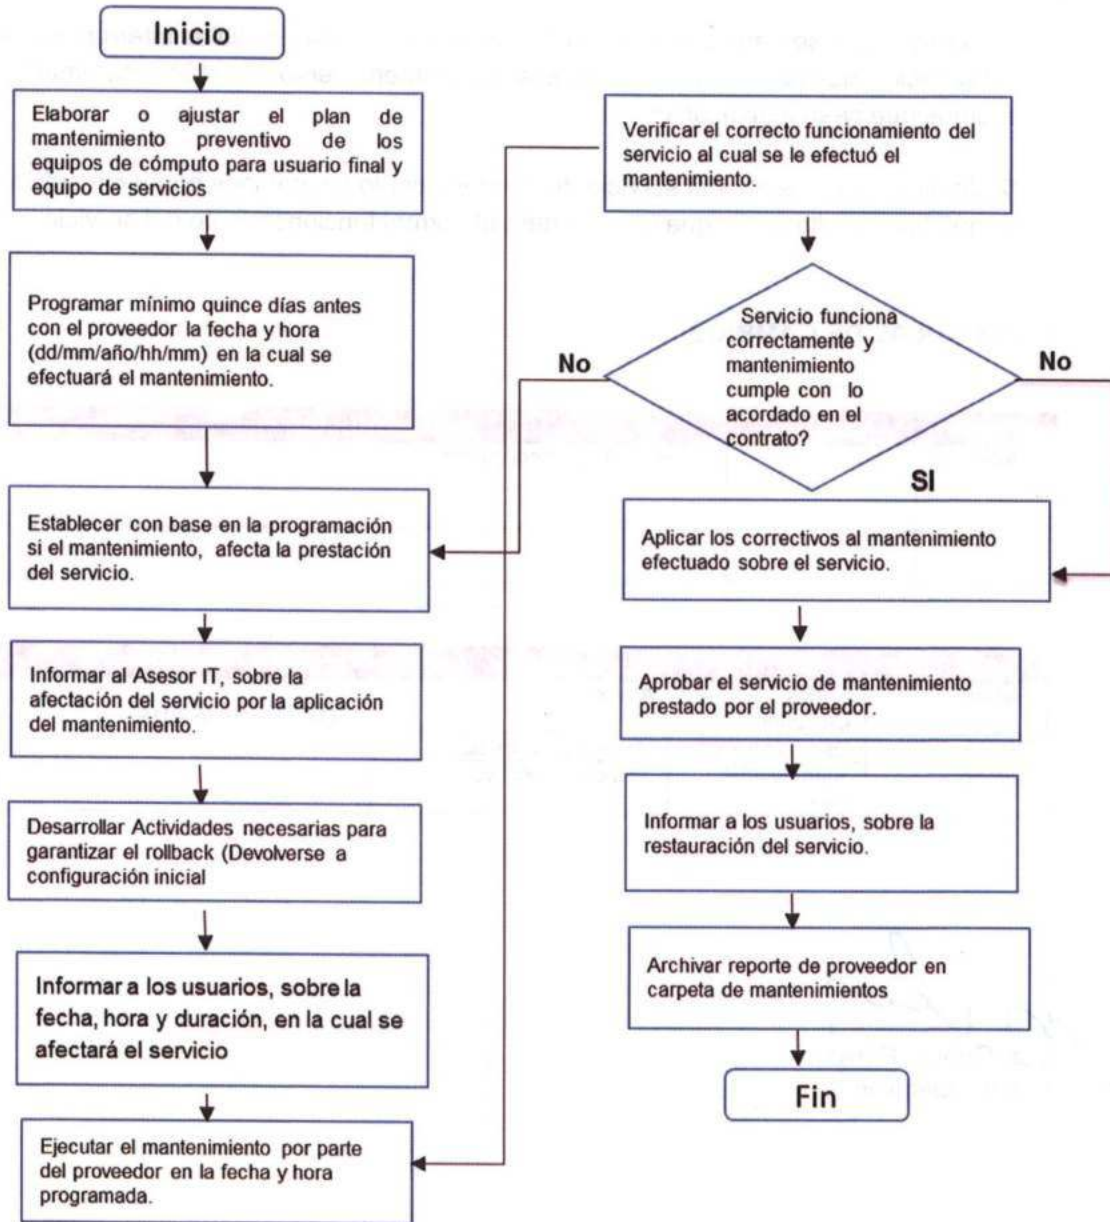 Inicio
Elaborar o ajustar el plan de
mantenimiento preventivo de los
equipos de cómputo para usuario final y
equipo de servicios
Programar mínimo quince días antes
con el proveedor la fecha y hora
(dd/mm/año/hh/mm) en la cual se
efectuará el mantenimiento.
Establecer con base en la programación
si el mantenimiento, afecta la prestación
del servicio.
Informar al Asesor IT, sobre la
afectación del servicio por la aplicación
del mantenimiento.
Desarrollar Actividades necesarias para
garantizar el rollback (Devolverse a
configuración inicial
Informar a los usuarios, sobre la
fecha, hora y duración, en la cual se
afectará el servicio
Ejecutar el mantenimiento por parte
del proveedor en la fecha y hora
programada.
Verificar el correcto funcionamiento del
servicio al cual se le efectuó el
mantenimiento.
Servicio funciona
correctamente y
mantenimiento
cumple con lo
acordado en el
contrato?
No
No
SI
Aplicar los correctivos al mantenimiento
efectuado sobre el servicio.
Aprobar el servicio de mantenimiento
prestado por el proveedor.
Informar a los usuarios, sobre la
restauración del servicio.
Archivar reporte de proveedor en
carpeta de mantenimientos
Fin